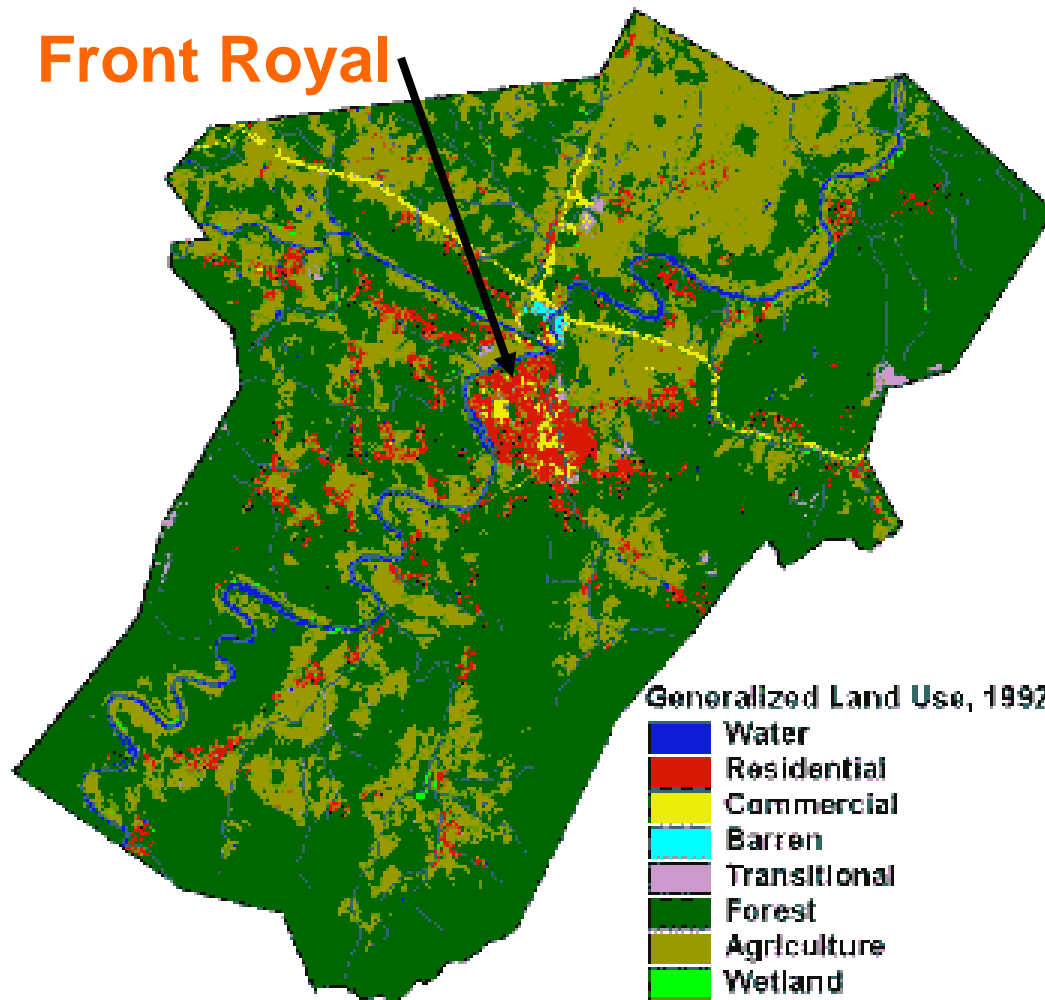 Front Royal
Generalized Land Use, 1992
Water
Residential
Commercial
Barren
Transitional
Forest
Agriculture
Wetland